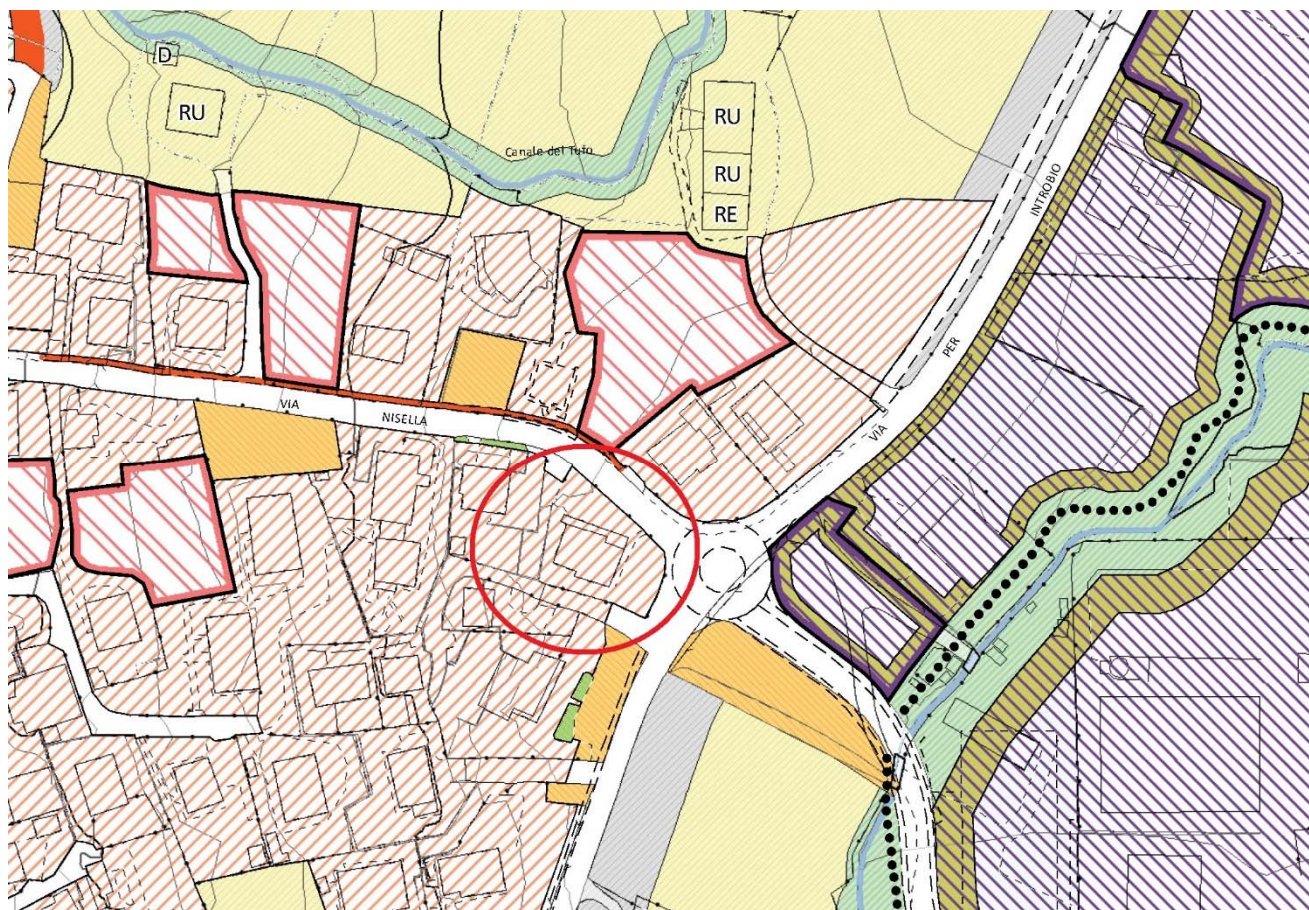 D
RU
RU
Canale del Tufo
RU
RE
INTROBIO
PER
VIA
VIA
NISELLA